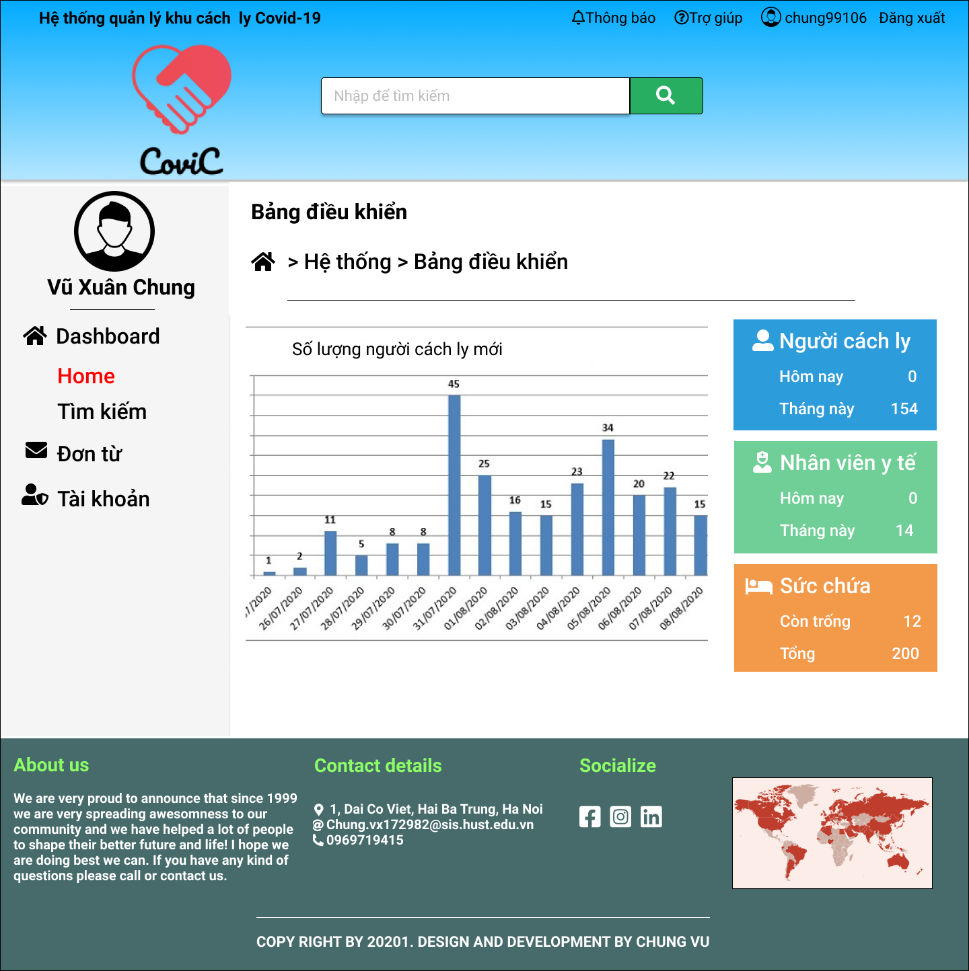 Hệ thống quản lý khu cách ly Covid-19
Thông báo
Trợ giúp
chung99106
Đăng xuất
Nhập để tìm kiếm
CoviC
Vũ Xuân Chung
Dashboard
Home
Tìm kiếm
Đơn từ
Tài khoản
Bảng điều khiển
> Hệ thống > Bảng điều khiển
Số lượng người cách ly mới
1
2
11
5
8
8
45
25
16
15
23
34
20
22
15
/2020
26/07/2020
27/07/2020
28/07/2020
29/07/2020
30/07/2020
31/07/2020
01/08/2020
02/08/2020
03/08/2020
04/08/2020
05/08/2020
06/08/2020
07/08/2020
08/08/2020
Người cách ly
Hôm nay 0
Tháng này 154
Nhân viên y tế
Hôm nay 0
Tháng này 14
Sức chứa
Còn trống 12
Tổng 200
About us
We are very proud to announce that since 1999
we are very spreading awesomness to our
community and we have helped a lot of people
to shape their better future and life! I hope we
are doing best we can. If you have any kind of
questions please call or contact us.
Contact details
1, Dai Co Viet, Hai Ba Trung, Ha Noi
Chung.vx172982@sis.hust.edu.vn
0969719415
Socialize
COPY RIGHT BY 20201. DESIGN AND DEVELOPMENT BY CHUNG VU